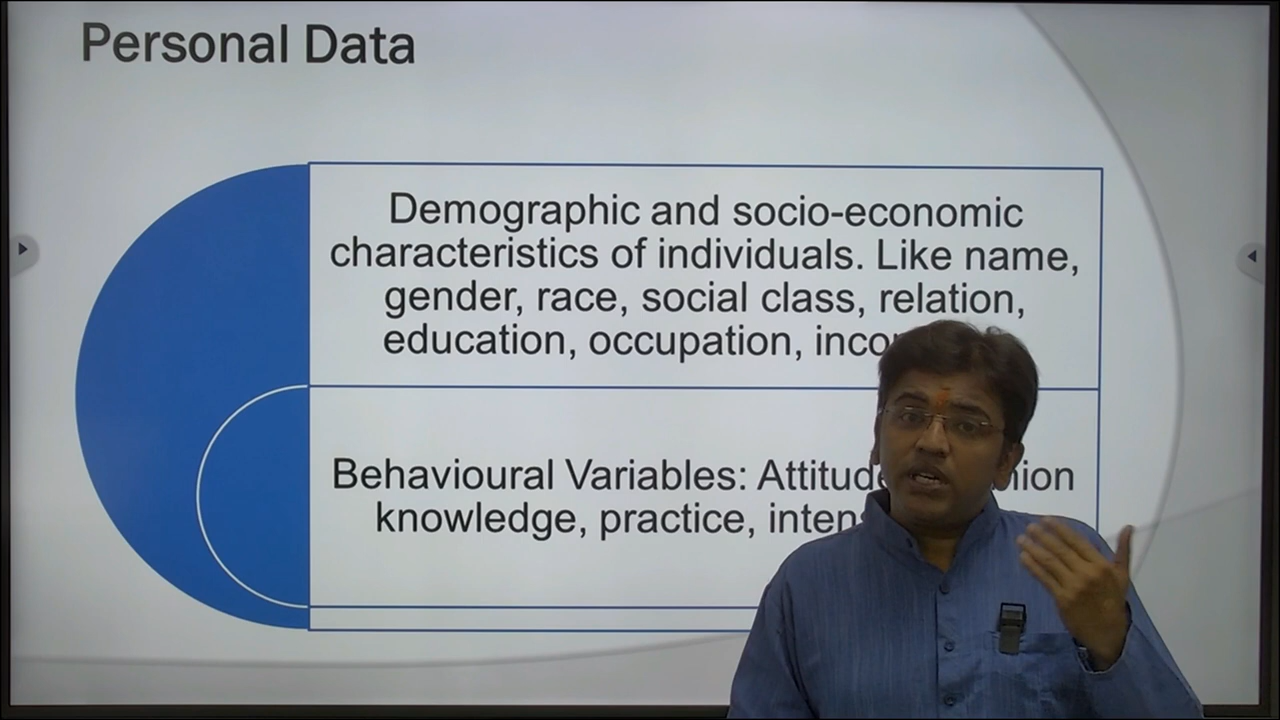 Personal Data
Demographic and socio-economic
characteristics of individuals. Like name,
gender, race, social class, relation,
education, occupation,
Behavioural Variables:
knowledge, practice,